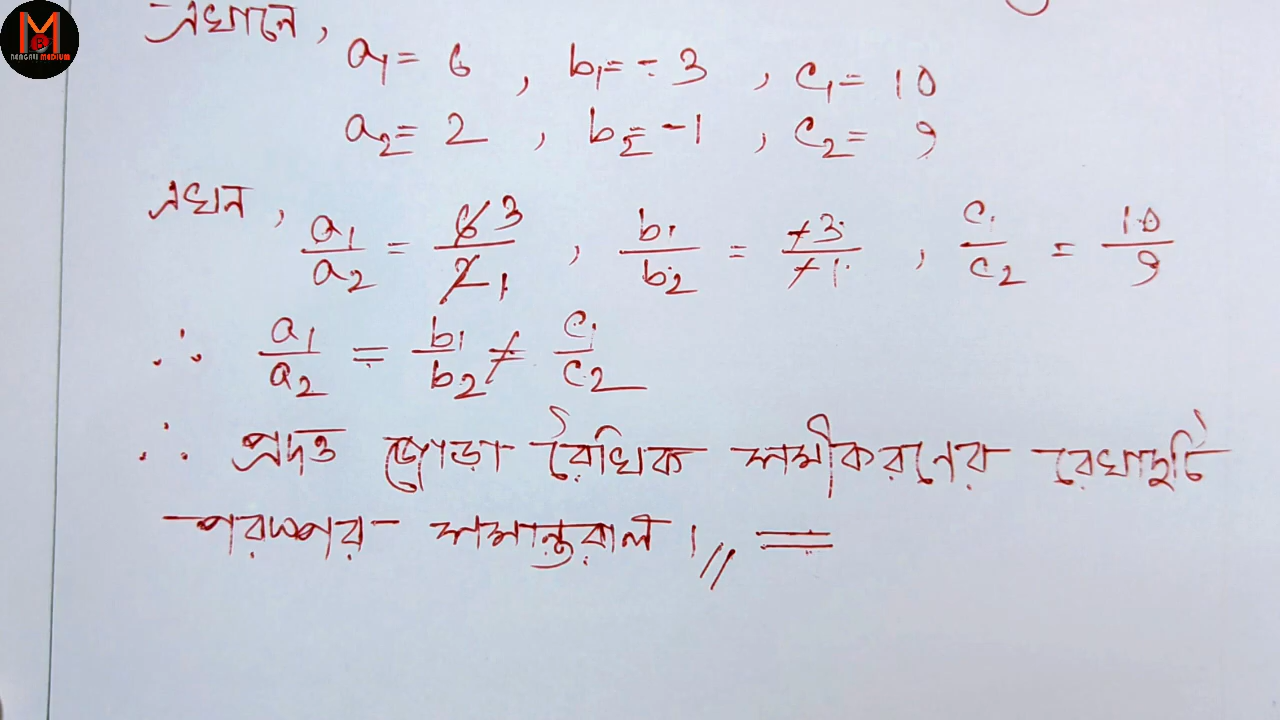 M
BENGALI MEDIUM
এখানে, a₁= 6 , b₁= -3 , c₁= 10
a₂= 2 , b₂= -1 , c₂= 9
এখন, a₁/a₂ = 6 3/2 1 , b₁/b₂ = -3/-1 , c₁/c₂ = 10/9
∴ a₁/a₂ = b₁/b₂ ≠ c₁/c₂
∴ প্রদত্ত জোড়া রৈখিক সমীকরণের রেখাদুটি
পরস্পর সমান্তরাল।